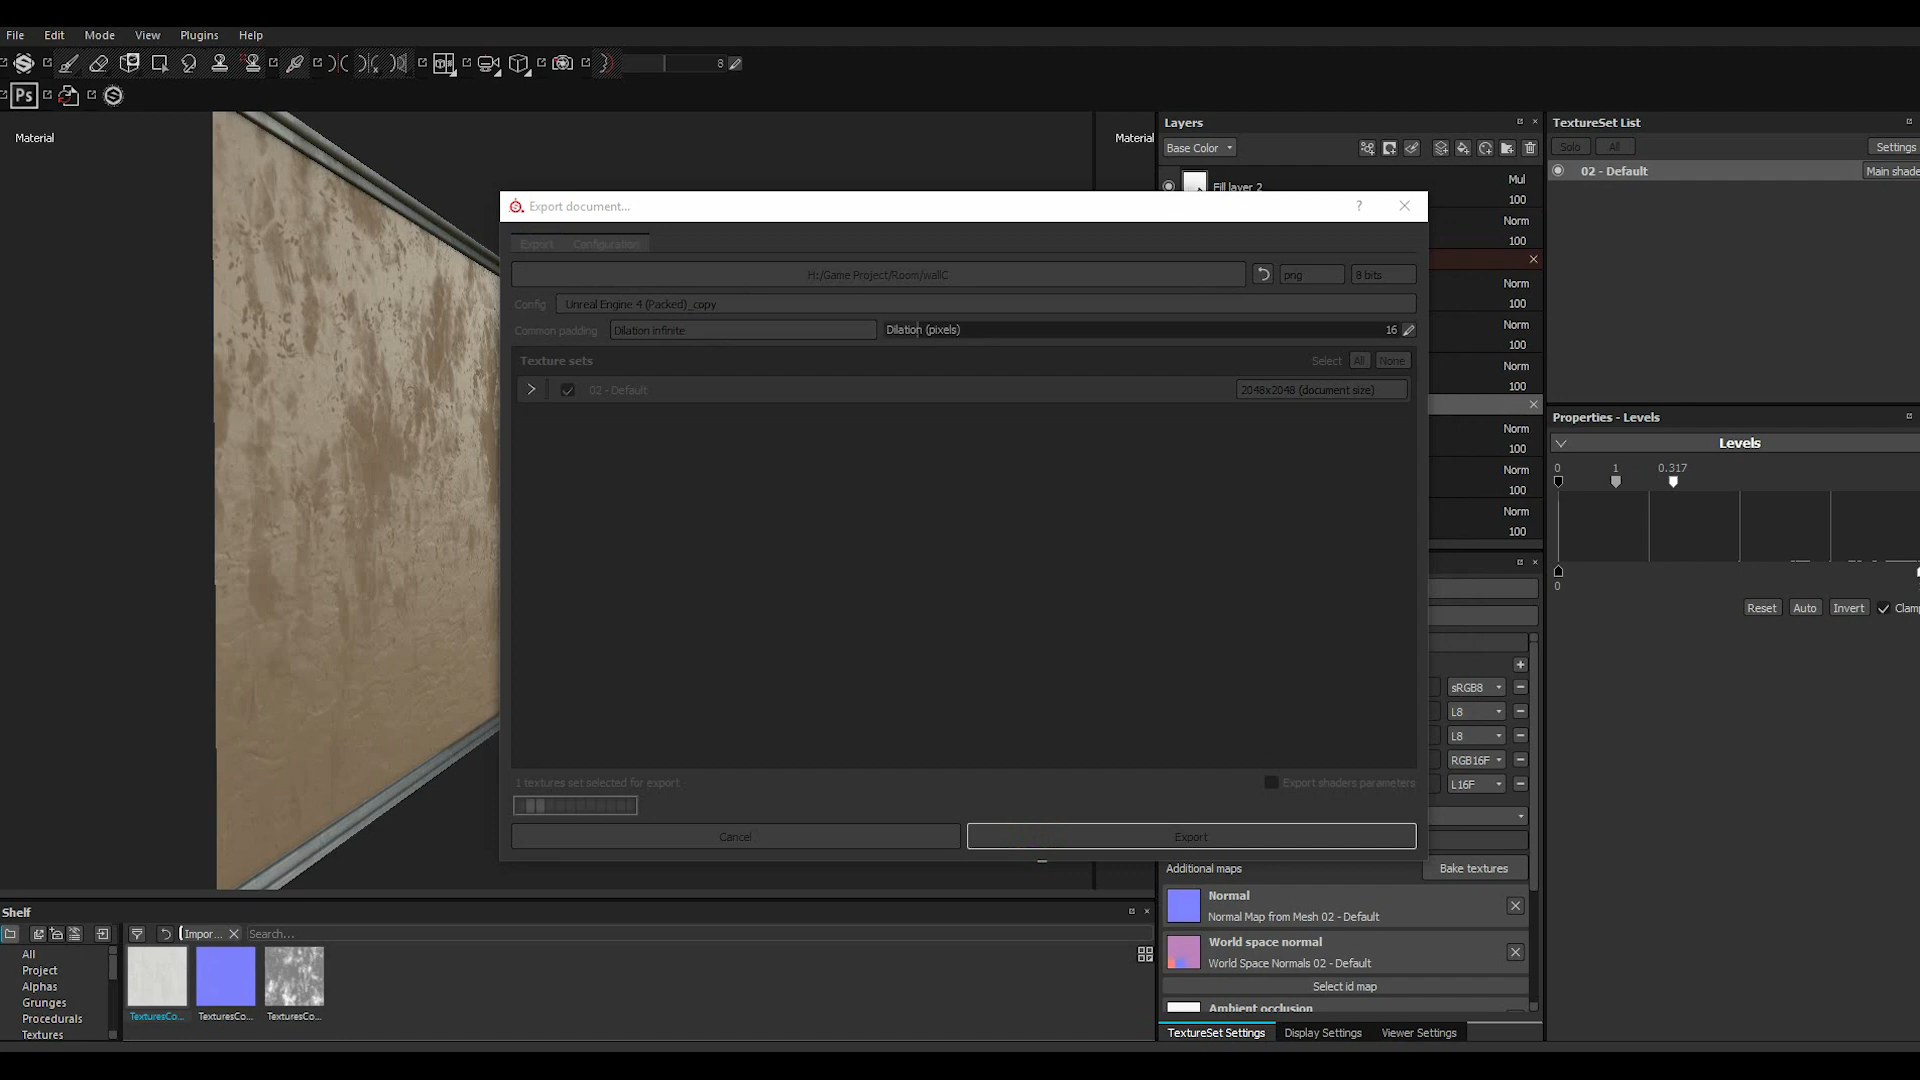 File Edit Mode View Plugins Help
8
Ps
Material
Material
Layers
Base Color
Fill layer 2
Mul
100
Norm
100
Norm
100
Norm
100
Norm
100
Norm
100
Norm
100
Norm
100
TextureSet List
Solo All Settings
02 - Default Main shade
Export document... ?
Export Configuration
H:/Game Project/Room/wallC png 8 bits
Config Unreal Engine 4 (Packed)_copy
Common padding Dilation infinite Dilation (pixels) 16
Texture sets Select All None
02 - Default 2048x2048 (document size)
1 textures set selected for export
Export shaders parameters
Cancel Export
Properties - Levels
Levels
0 1 0.317
0
Reset Auto Invert Clamp
sRGB8
L8
L8
RGB16F
L16F
Additional maps Bake textures
Normal
Normal Map from Mesh 02 - Default
World space normal
World Space Normals 02 - Default
Select id map
Ambient occlusion
TextureSet Settings Display Settings Viewer Settings
Shelf
Impor... Search...
All
Project
Alphas
Grunges
Procedurals
Textures
TexturesCo... TexturesCo... TexturesCo...